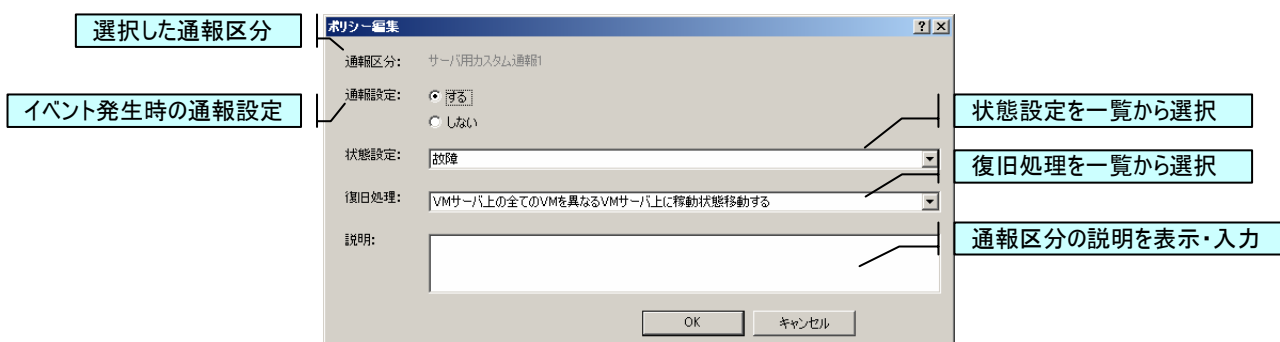 選択した通報区分
イベント発生時の通報設定
ポリシー編集
通報区分: サーバ用カスタム通報1
通報設定: する
しない
状態設定: 故障
復旧処理: VMサーバ上の全てのVMを異なるVMサーバ上に稼動状態移動する
説明:
OK キャンセル
状態設定を一覧から選択
復旧処理を一覧から選択
通報区分の説明を表示・入力